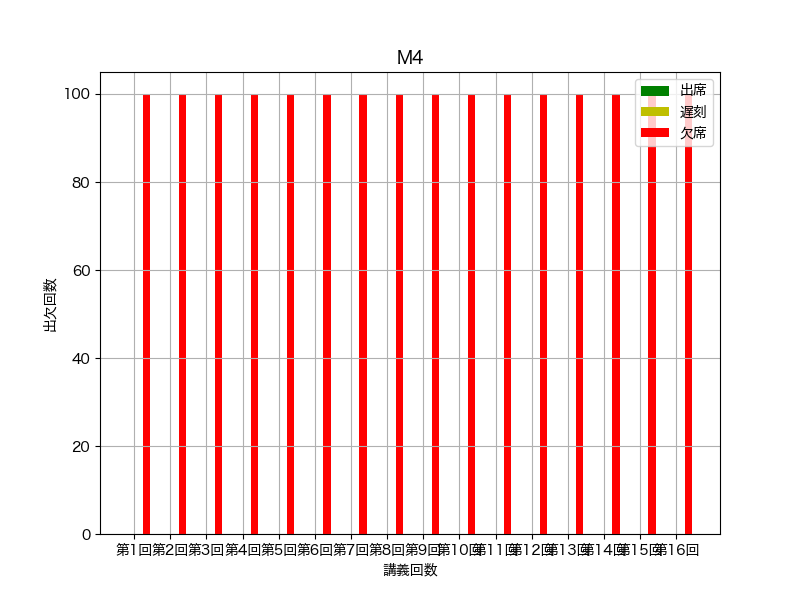 M4
出欠回数
100
80
60
40
20
0
出席
遅刻
欠席
第1回 第2回 第3回 第4回 第5回 第6回 第7回 第8回 第9回 第10回 第11回 第12回 第13回 第14回 第15回 第16回
講義回数